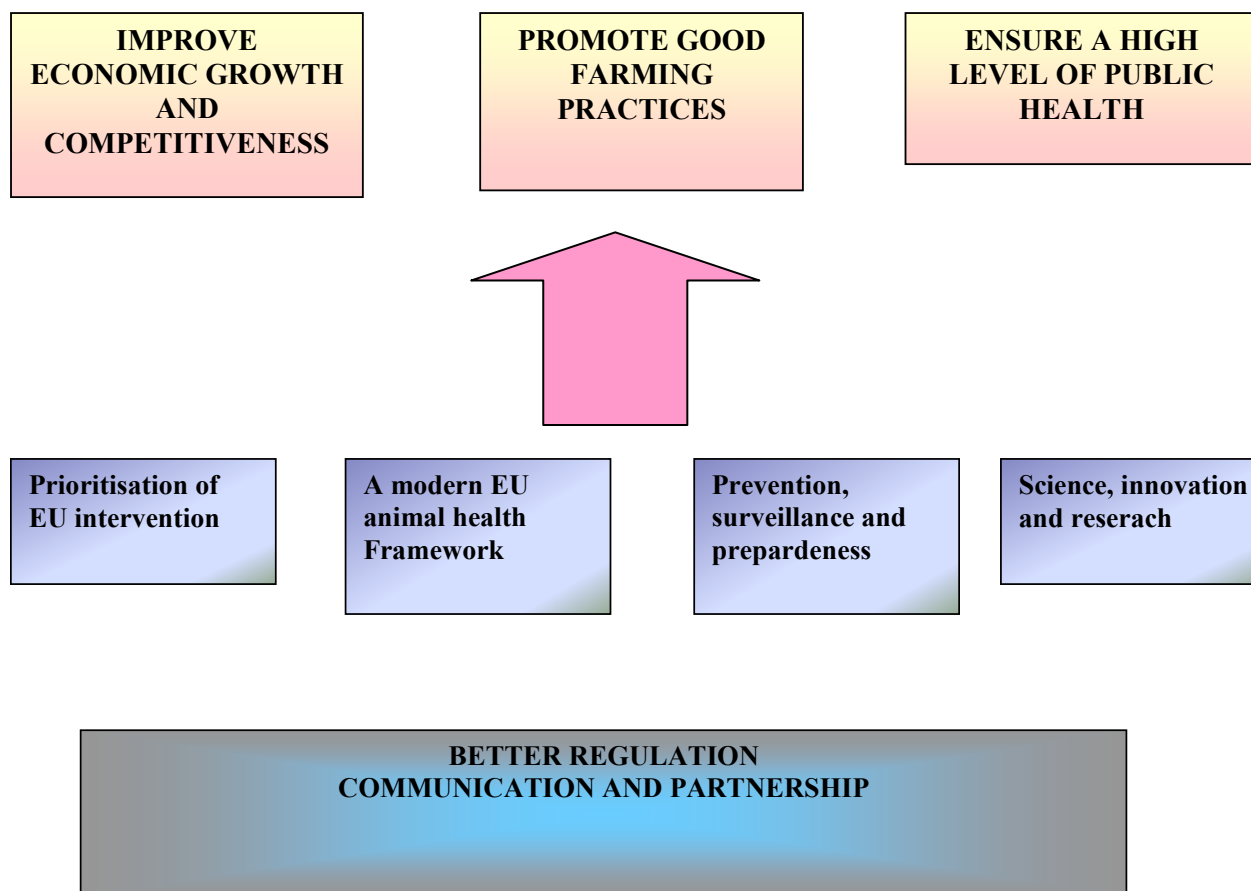 IMPROVE
ECONOMIC GROWTH
AND
COMPETITIVENESS
PROMOTE GOOD
FARMING
PRACTICES
ENSURE A HIGH
LEVEL OF PUBLIC
HEALTH
Prioritisation of
EU intervention
A modern EU
animal health
Framework
Prevention,
surveillance and
prepardeness
Science, innovation
and reserach
BETTER REGULATION
COMMUNICATION AND PARTNERSHIP